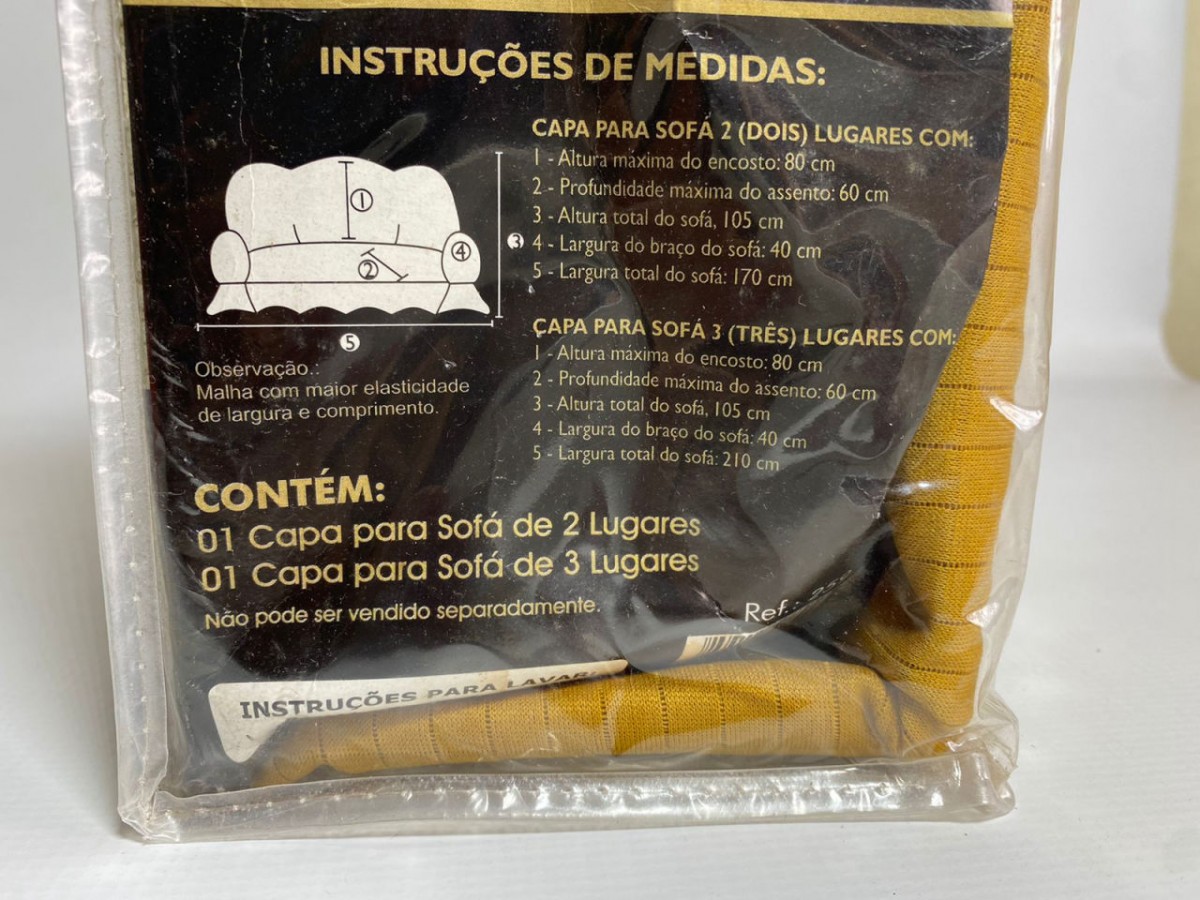 INSTRUÇÕES DE MEDIDAS:
CAPA PARA SOFÁ 2 (DOIS) LUGARES COM:
1 - Altura máxima do encosto: 80 cm
2 - Profundidade máxima do assento: 60 cm
3 - Altura total do sofá, 105 cm
4 - Largura do braço do sofá: 40 cm
5 - Largura total do sofá: 170 cm
1
2
3
4
5
CAPA PARA SOFÁ 3 (TRÊS) LUGARES COM:
1 - Altura máxima do encosto: 80 cm
2 - Profundidade máxima do assento: 60 cm
3 - Altura total do sofá, 105 cm
4 - Largura do braço do sofá: 40 cm
5 - Largura total do sofá: 210 cm
Observação.:
Malha com maior elasticidade
de largura e comprimento.
CONTÉM:
01 Capa para Sofá de 2 Lugares
01 Capa para Sofá de 3 Lugares
Não pode ser vendido separadamente.
Ref.:
INSTRUÇÕES PARA